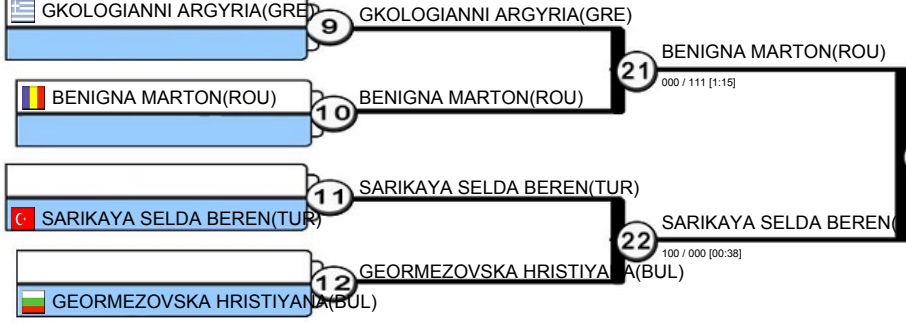 GKOLOGIANNI ARGYRIA(GRE)
9
GKOLOGIANNI ARGYRIA(GRE)
21
BENIGNA MARTON(ROU)
000 / 111 [1:15]
BENIGNA MARTON(ROU)
10
BENIGNA MARTON(ROU)
11
SARIKAYA SELDA BEREN(TUR)
SARIKAYA SELDA BEREN(TUR)
22
SARIKAYA SELDA BEREN(
100 / 000 [00:38]
12
GEORMEZOVSKA HRISTIYANA(BUL)
GEORMEZOVSKA HRISTIYANA(BUL)